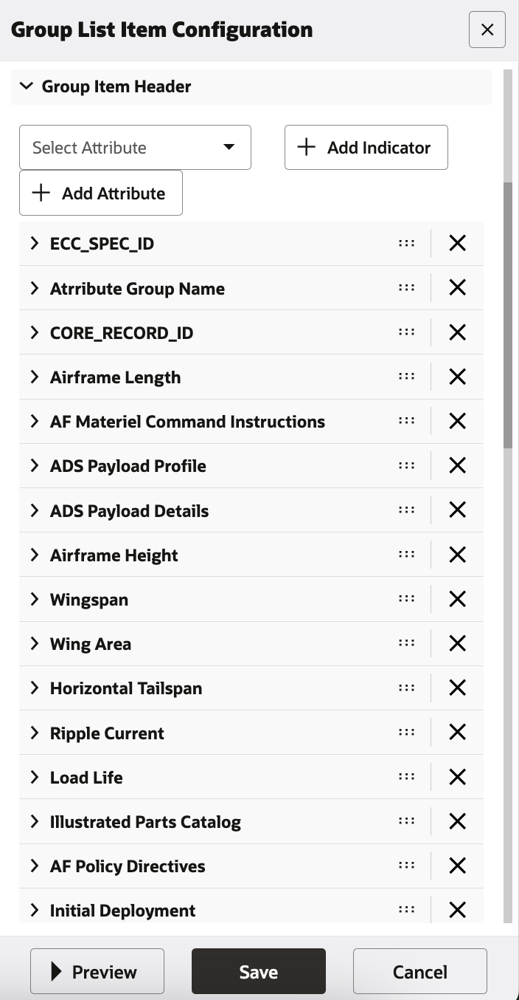 Group List Item Configuration
Group Item Header
Select Attribute
Add Indicator
Add Attribute
ECC_SPEC_ID
Atrribute Group Name
CORE_RECORD_ID
Airframe Length
AF Materiel Command Instructions
ADS Payload Profile
ADS Payload Details
Airframe Height
Wingspan
Wing Area
Horizontal Tailspan
Ripple Current
Load Life
Illustrated Parts Catalog
AF Policy Directives
Initial Deployment
Preview
Save
Cancel